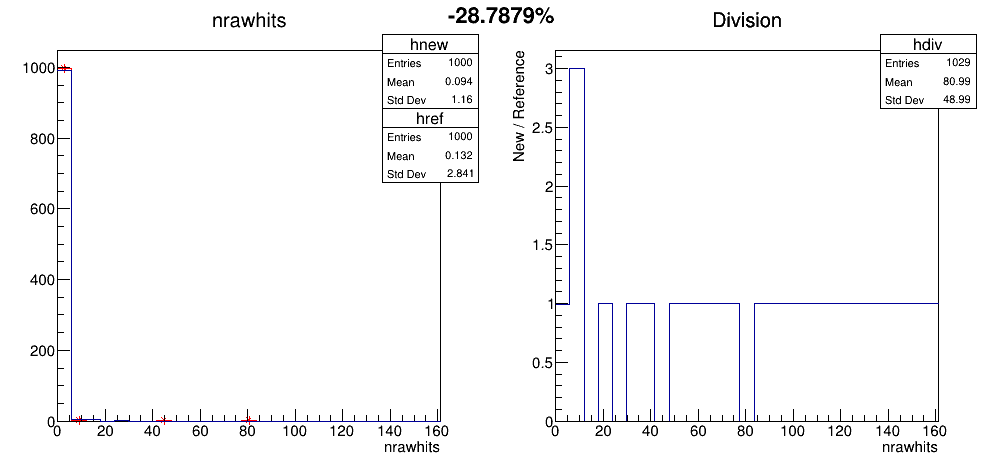 -28.7879%
nrawhits
hnew
Entries 1000
Mean 0.094
Std Dev 1.16
href
Entries 1000
Mean 0.132
Std Dev 2.841
1000
800
600
400
200
0
0 20 40 60 80 100 120 140 160
nrawhits
Division
hdiv
Entries 1029
Mean 80.99
Std Dev 48.99
New / Reference
3
2.5
2
1.5
1
0.5
0
0 20 40 60 80 100 120 140 160
nrawhits